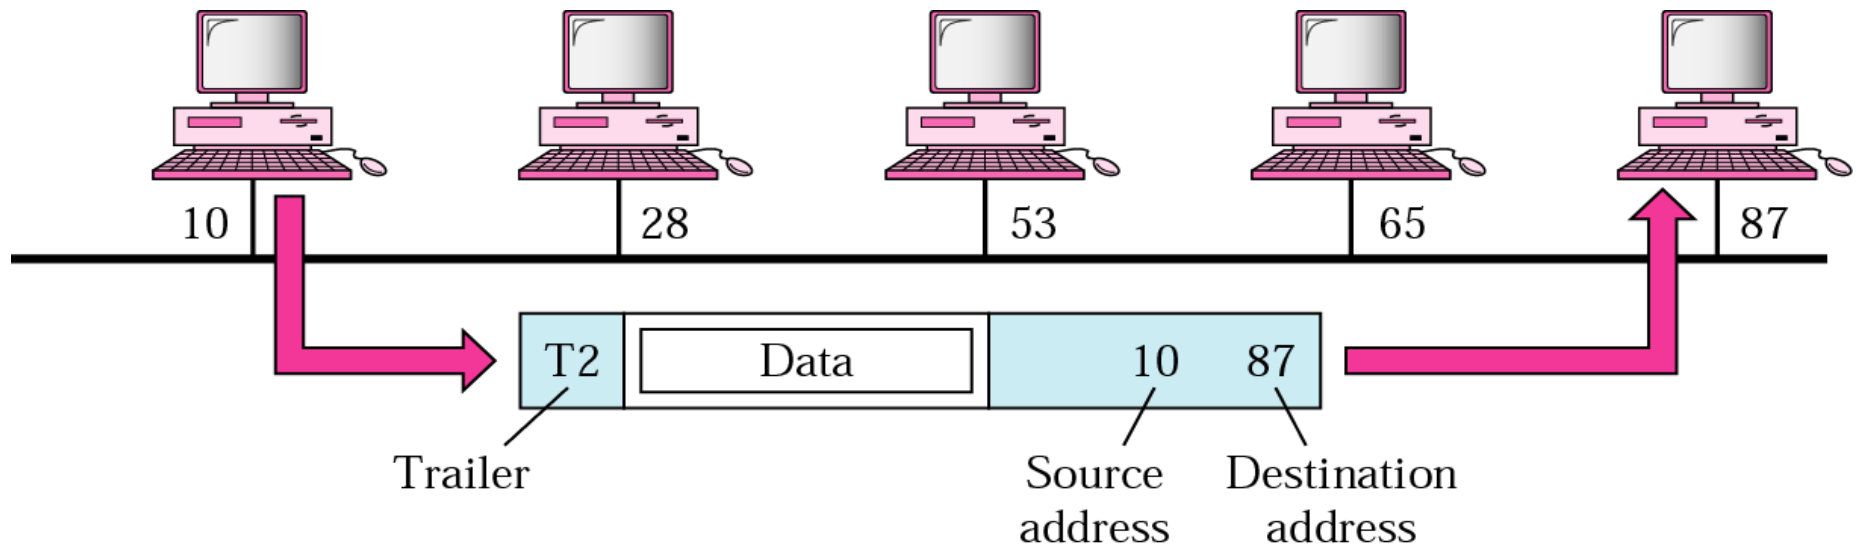 10 28 53 65 87
T2 Data 10 87
Trailer
Source address
Destination address